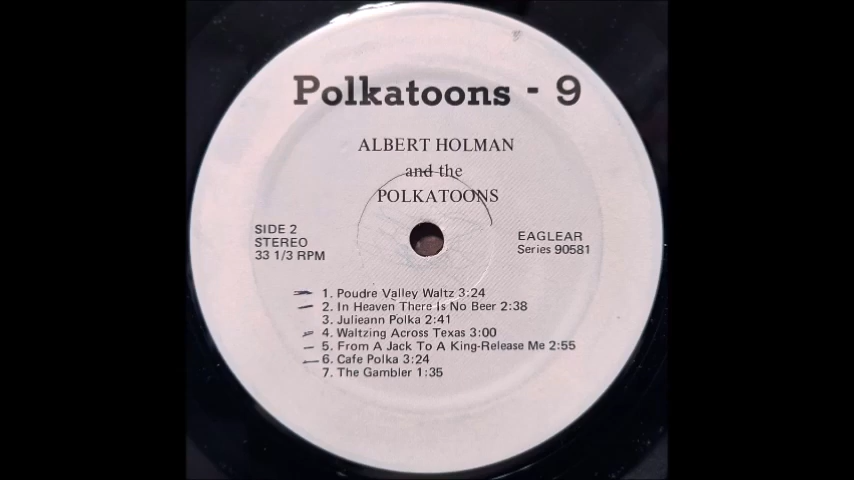 Polkatoons - 9
ALBERT HOLMAN
and the
POLKATOONS
SIDE 2
STEREO
33 1/3 RPM
EAGLEAR
Series 90581
1. Poudre Valley Waltz 3:24
2. In Heaven There Is No Beer 2:38
3. Julieann Polka 2:41
4. Waltzing Across Texas 3:00
5. From A Jack To A King-Release Me 2:55
6. Cafe Polka 3:24
7. The Gambler 1:35